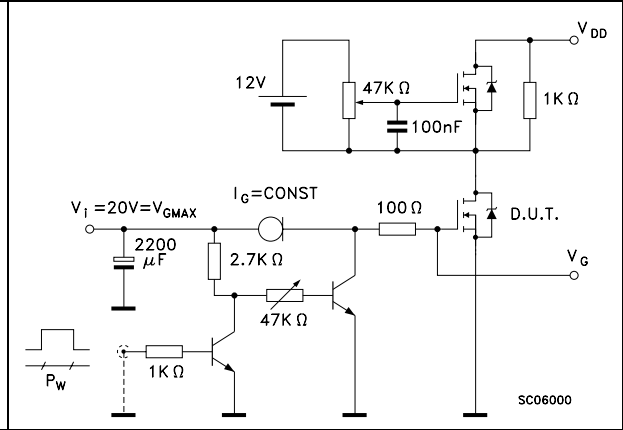 V DD
12V
47K Ω
1K Ω
100nF
I G=CONST
V i =20V=V GMAX
100 Ω
D.U.T.
2200
μF
2.7K Ω
V G
47K Ω
1K Ω
P W
SC06000